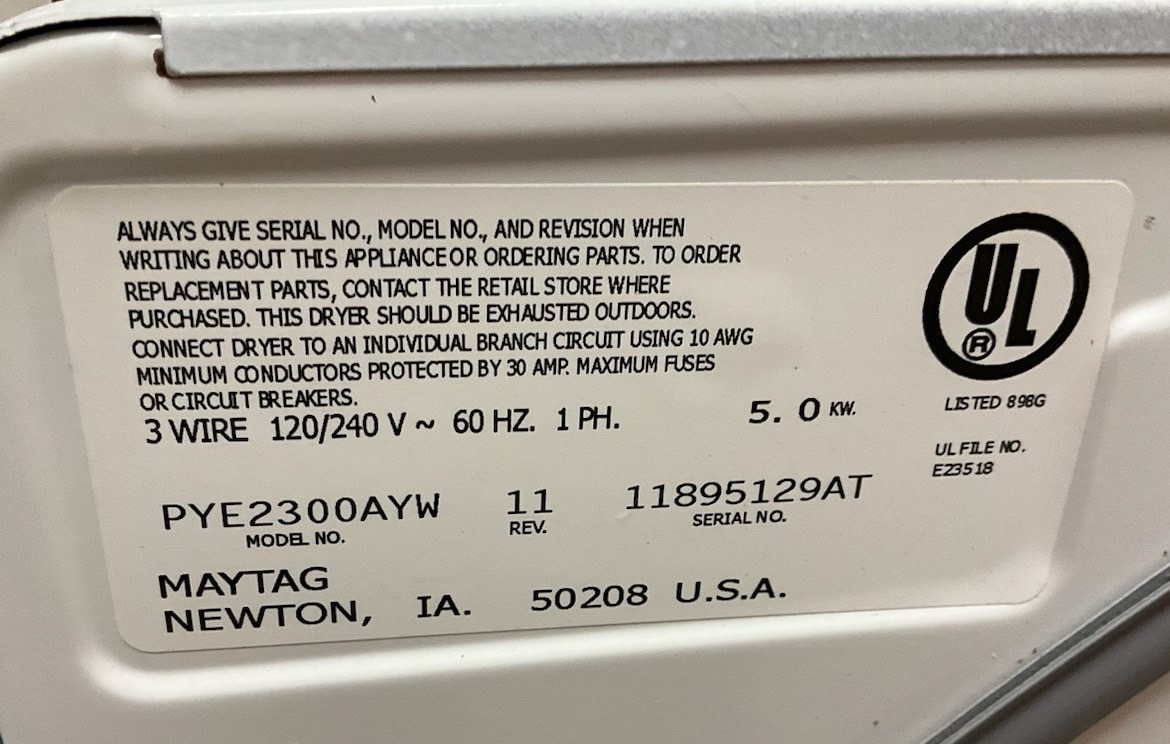 ALWAYS GIVE SERIAL NO., MODEL NO., AND REVISION WHEN
WRITING ABOUT THIS APPLIANCE OR ORDERING PARTS. TO ORDER
REPLACEMENT PARTS, CONTACT THE RETAIL STORE WHERE
PURCHASED. THIS DRYER SHOULD BE EXHAUSTED OUTDOORS.
CONNECT DRYER TO AN INDIVIDUAL BRANCH CIRCUIT USING 10 AWG
MINIMUM CONDUCTORS PROTECTED BY 30 AMP. MAXIMUM FUSES
OR CIRCUIT BREAKERS.
3 WIRE 120/240 V ~ 60 HZ. 1 PH. 5.0 KW.
UL ®
LISTED 898G
UL FILE NO.
E23518
PYE2300AYW 11 11895129AT
MODEL NO. REV. SERIAL NO.
MAYTAG
NEWTON, IA. 50208 U.S.A.